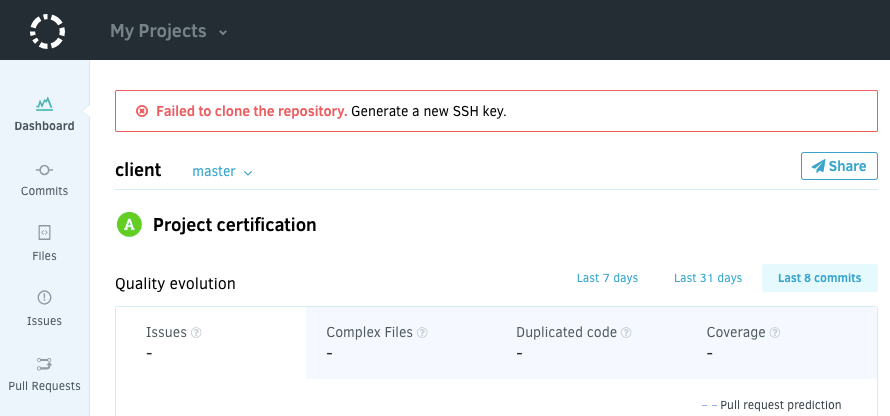 My Projects
Dashboard
Commits
Files
Issues
Pull Requests
Failed to clone the repository. Generate a new SSH key.
client master
Share
A Project certification
Quality evolution
Last 7 days Last 31 days Last 8 commits
Issues ? Complex Files ? Duplicated code ? Coverage ?
- - - -
Pull request prediction